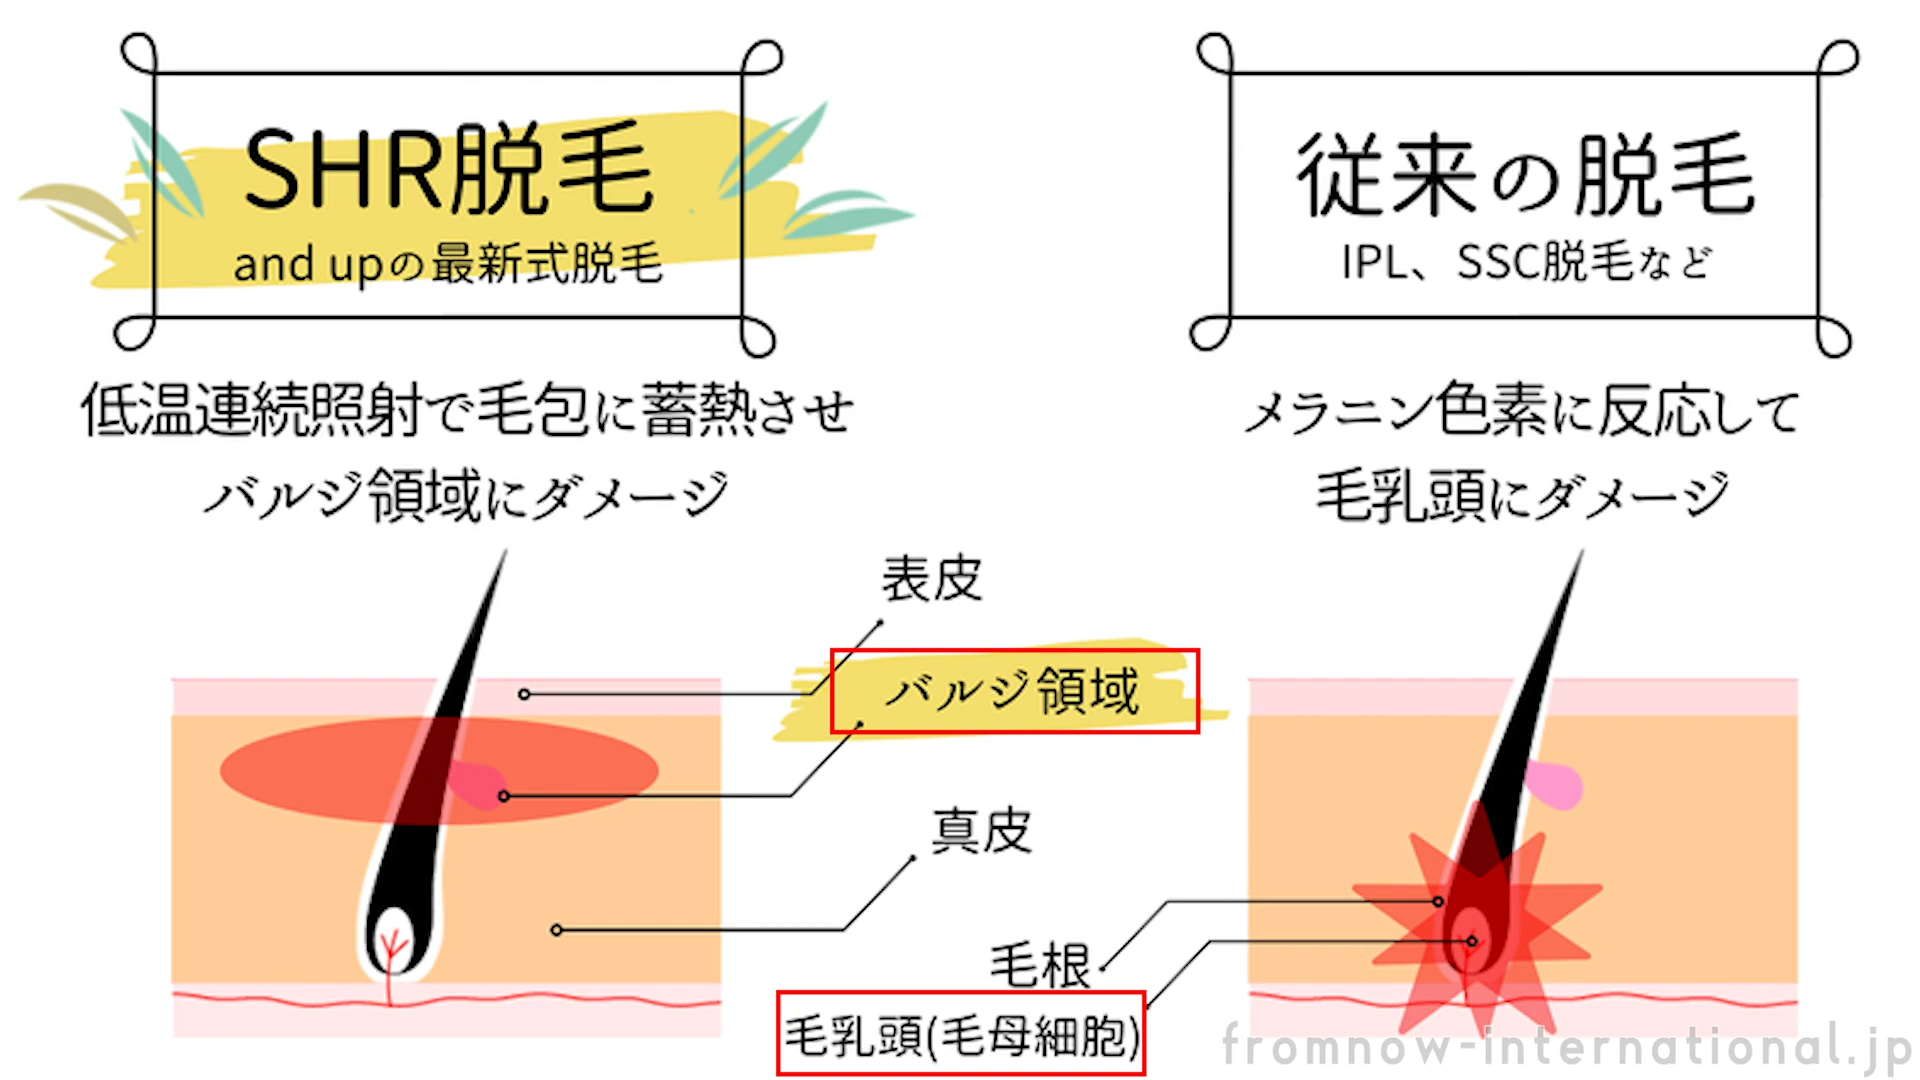 SHR脱毛
and upの最新式脱毛
低温連続照射で毛包に蓄熱させ
バルジ領域にダメージ
従来の脱毛
IPL、SSC脱毛など
メラニン色素に反応して
毛乳頭にダメージ
表皮
バルジ領域
真皮
毛根
毛乳頭(毛母細胞)
fromnow-international.jp